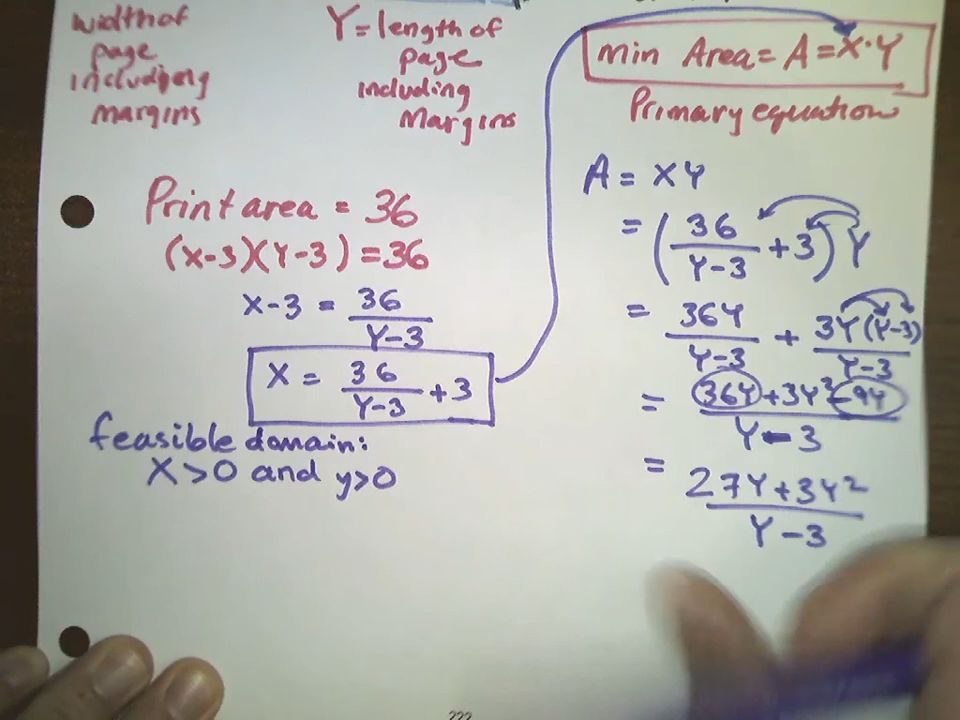 width of
page
including
margins
Y = length of
page
including
Margins
min Area = A = X·Y
Primary equation
Print area = 36
(X-3)(Y-3) = 36
X-3 = 36/(Y-3)
X = 36/(Y-3) + 3
feasible domain:
X>0 and y>0
A = XY
= (36/(Y-3) + 3) Y
= 36Y/(Y-3) + 3Y(Y-3)/(Y-3)
= (36Y + 3Y² - 9Y)/(Y-3)
= (27Y + 3Y²)/(Y-3)
222